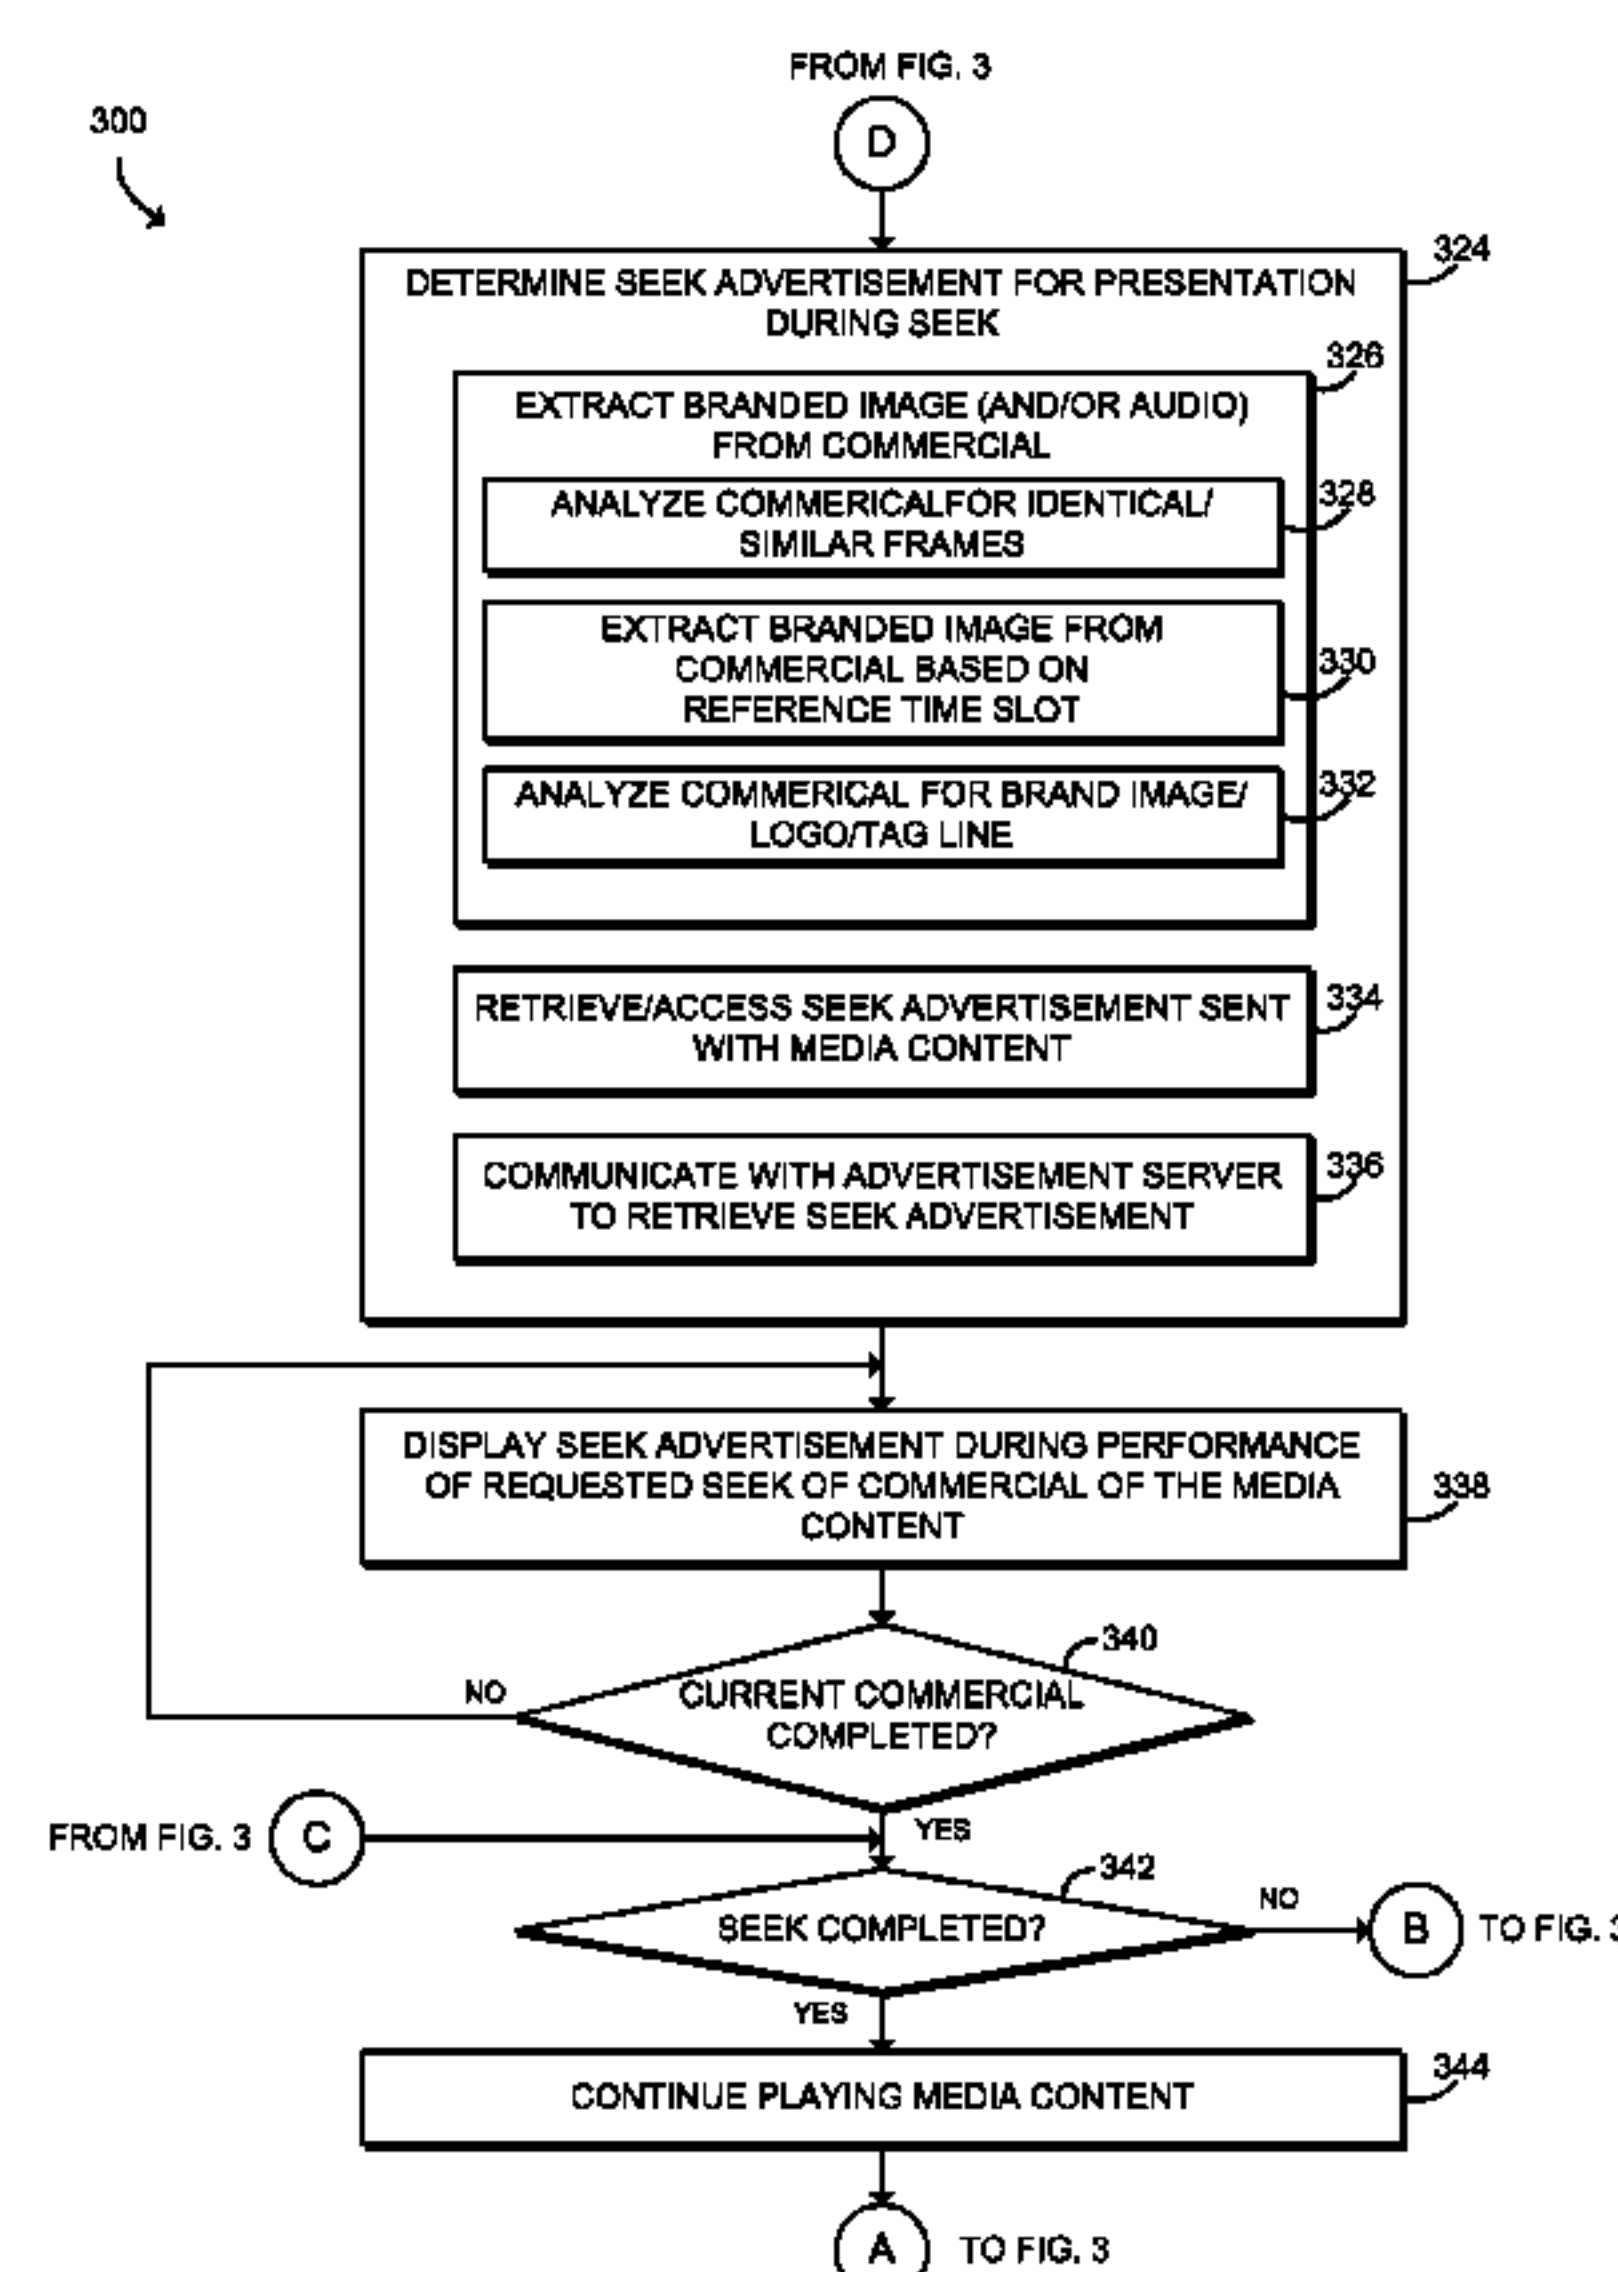 FROM FIG. 3
300
D
324
DETERMINE SEEK ADVERTISEMENT FOR PRESENTATION
DURING SEEK
326
EXTRACT BRANDED IMAGE (AND/OR AUDIO)
FROM COMMERCIAL
328
ANALYZE COMMERICALFOR IDENTICAL/
SIMILAR FRAMES
330
EXTRACT BRANDED IMAGE FROM
COMMERCIAL BASED ON
REFERENCE TIME SLOT
332
ANALYZE COMMERICAL FOR BRAND IMAGE/
LOGO/TAG LINE
334
RETRIEVE/ACCESS SEEK ADVERTISEMENT SENT
WITH MEDIA CONTENT
336
COMMUNICATE WITH ADVERTISEMENT SERVER
TO RETRIEVE SEEK ADVERTISEMENT
DISPLAY SEEK ADVERTISEMENT DURING PERFORMANCE
OF REQUESTED SEEK OF COMMERCIAL OF THE MEDIA
CONTENT
338
340
NO
CURRENT COMMERCIAL
COMPLETED?
YES
FROM FIG. 3
C
342
SEEK COMPLETED?
NO
B
TO FIG. 3
YES
344
CONTINUE PLAYING MEDIA CONTENT
A
TO FIG. 3